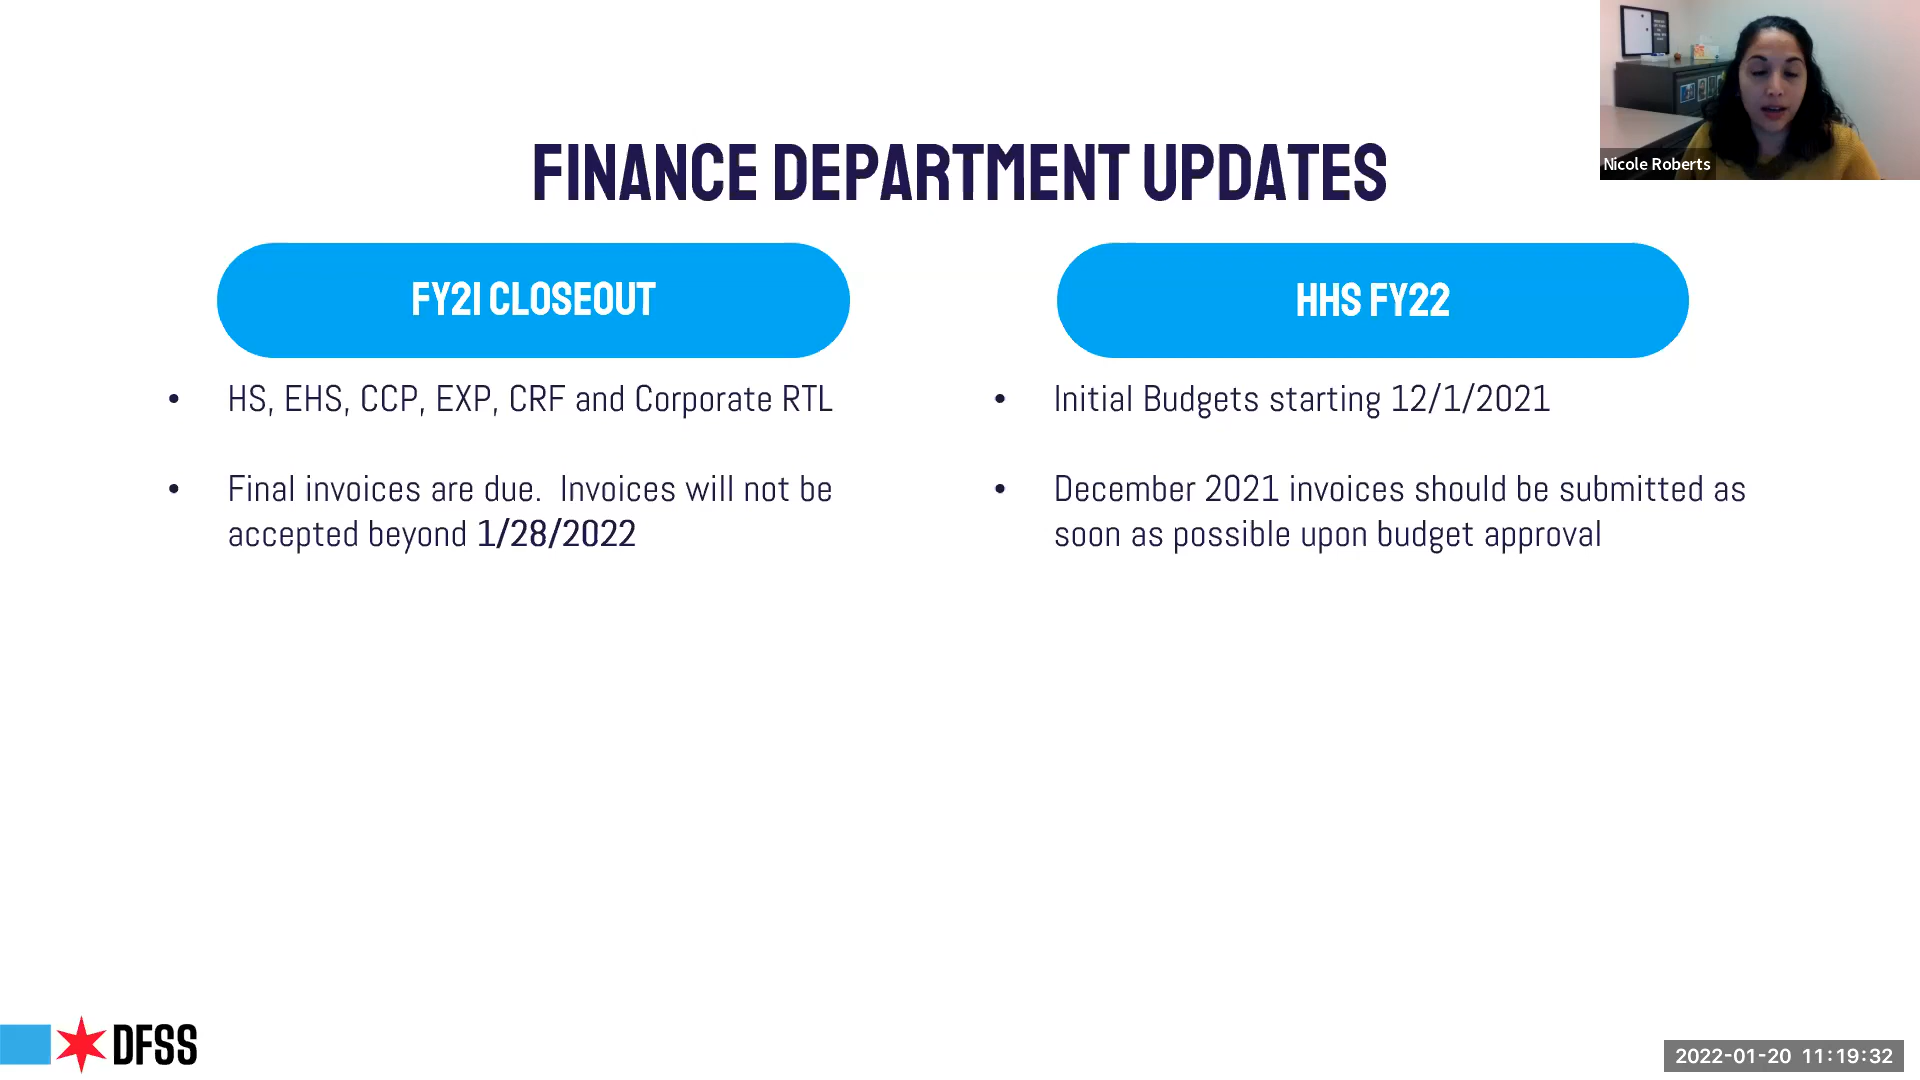 Nicole Roberts
FINANCE DEPARTMENT UPDATES
FY21 CLOSEOUT
• HS, EHS, CCP, EXP, CRF and Corporate RTL
• Final invoices are due.  Invoices will not be
accepted beyond 1/28/2022
HHS FY22
• Initial Budgets starting 12/1/2021
• December 2021 invoices should be submitted as
soon as possible upon budget approval
DFSS
2022-01-20 11:19:32